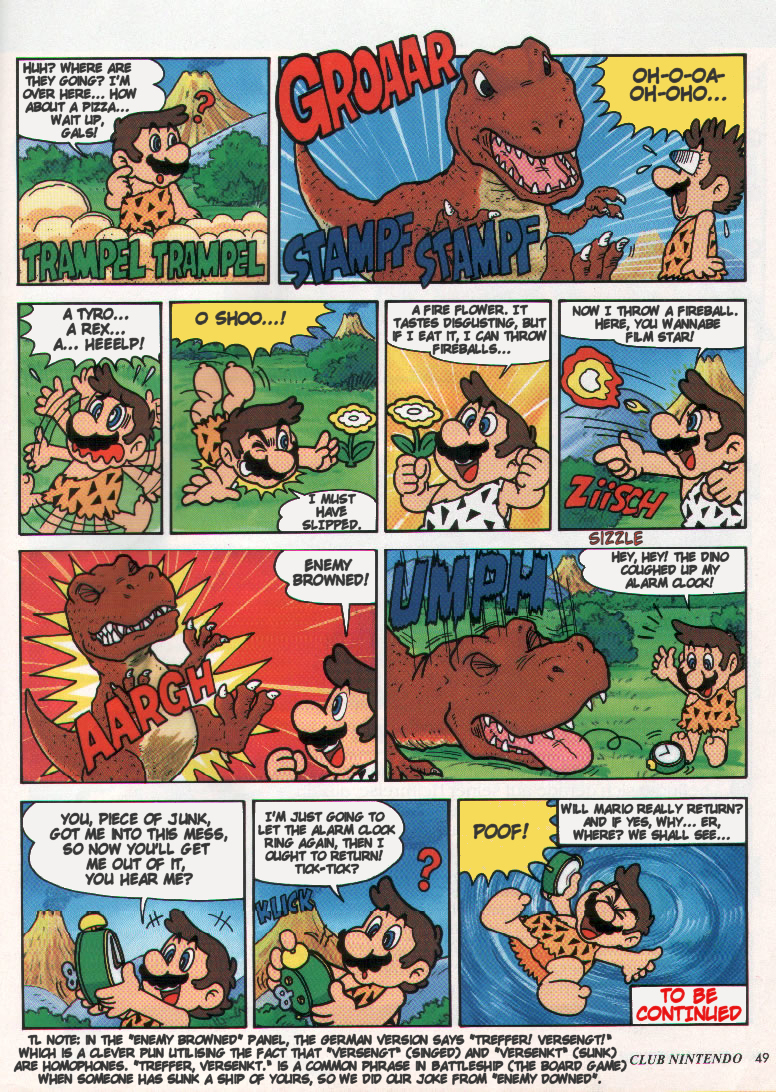 HUH? WHERE ARE
THEY GOING? I'M
OVER HERE... HOW
ABOUT A PIZZA...
WAIT UP,
GALS!
?
TRAMPEL TRAMPEL
GROAAR
OH-O-OA-
OH-OHO...
STAMPF STAMPF
A TYRO...
A REX...
A... HEEELP!
O SHOO...!
I MUST
HAVE
SLIPPED.
A FIRE FLOWER. IT
TASTES DISGUSTING, BUT
IF I EAT IT, I CAN THROW
FIREBALLS...
NOW I THROW A FIREBALL.
HERE, YOU WANNABE
FILM STAR!
ZiiSCH
SIZZLE
ENEMY
BROWNED!
AARGH
UMPH
HEY, HEY! THE DINO
COUGHED UP MY
ALARM CLOCK!
YOU, PIECE OF JUNK,
GOT ME INTO THIS MESS,
SO NOW YOU'LL GET
ME OUT OF IT,
YOU HEAR ME?
I'M JUST GOING TO
LET THE ALARM CLOCK
RING AGAIN, THEN I
OUGHT TO RETURN!
TICK-TICK?
?
KLICK
POOF!
WILL MARIO REALLY RETURN?
AND IF YES, WHY... ER,
WHERE? WE SHALL SEE...
TO BE
CONTINUED
TL NOTE: IN THE "ENEMY BROWNED" PANEL, THE GERMAN VERSION SAYS "TREFFER! VERSENGT!"
WHICH IS A CLEVER PUN UTILISING THE FACT THAT "VERSENGT" (SINGED) AND "VERSENKT" (SUNK)
ARE HOMOPHONES. "TREFFER, VERSENKT." IS A COMMON PHRASE IN BATTLESHIP (THE BOARD GAME)
WHEN SOMEONE HAS SUNK A SHIP OF YOURS, SO WE DID OUR JOKE FROM "ENEMY DOWNED".
CLUB NINTENDO 49